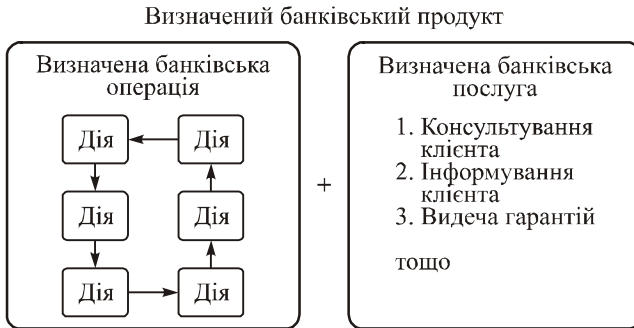 Визначений банківський продукт
Визначена банківська
операція
Дія Дія
Дія Дія
Дія Дія
+
Визначена банківська
послуга
1. Консультування
клієнта
2. Інформування
клієнта
3. Видеча гарантій
тощо